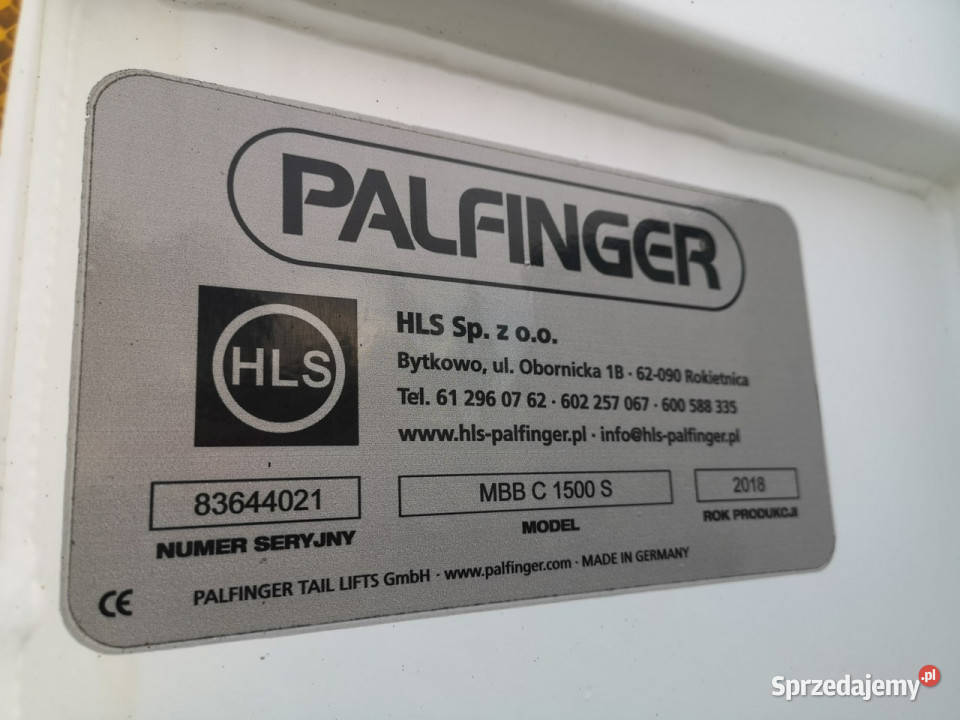 PALFINGER
HLS
HLS Sp. z o.o.
Bytkowo, ul. Obornicka 1B · 62-090 Rokietnica
Tel. 61 296 07 62 · 602 257 067 · 600 588 335
www.hls-palfinger.pl · info@hls-palfinger.pl
83644021
NUMER SERYJNY
MBB C 1500 S
MODEL
2018
ROK PRODUKCJI
CE
PALFINGER TAIL LIFTS GmbH · www.palfinger.com · MADE IN GERMANY
Sprzedajemy.pl